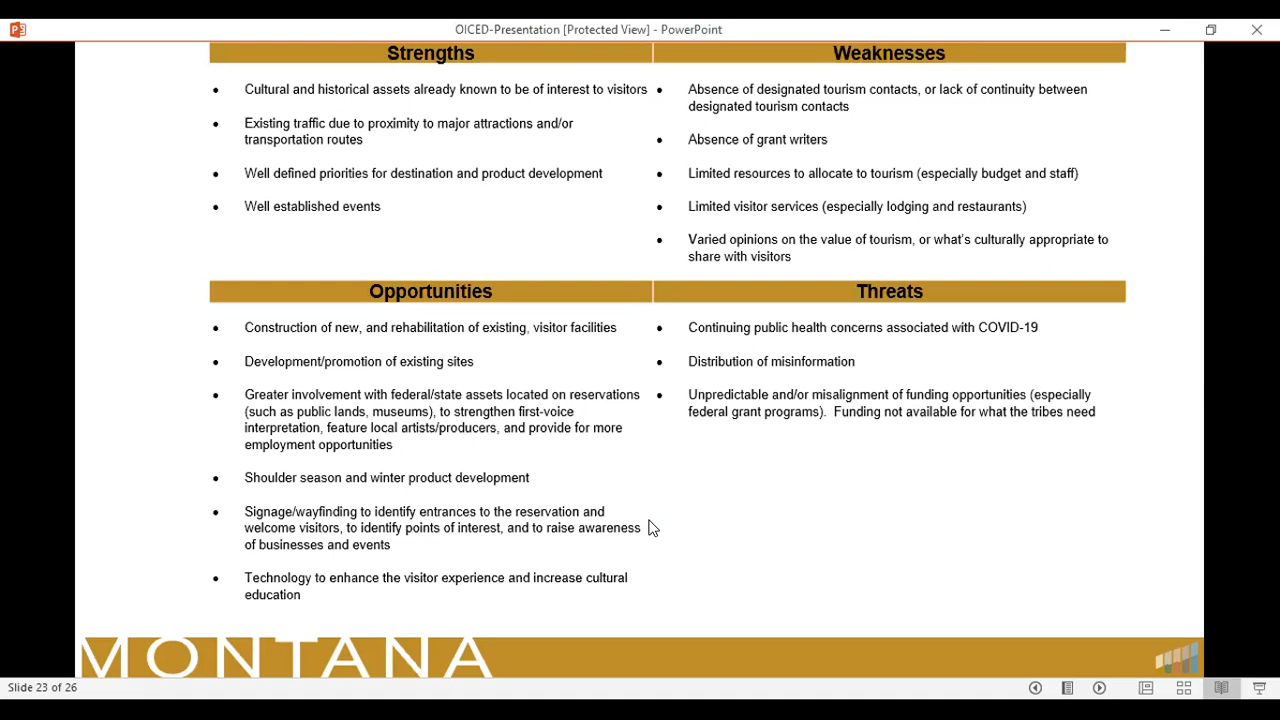 OICED-Presentation [Protected View] - PowerPoint
Strengths
Weaknesses
• Cultural and historical assets already known to be of interest to visitors
• Existing traffic due to proximity to major attractions and/or
transportation routes
• Well defined priorities for destination and product development
• Well established events
• Absence of designated tourism contacts, or lack of continuity between
designated tourism contacts
• Absence of grant writers
• Limited resources to allocate to tourism (especially budget and staff)
• Limited visitor services (especially lodging and restaurants)
• Varied opinions on the value of tourism, or what's culturally appropriate to
share with visitors
Opportunities
Threats
• Construction of new, and rehabilitation of existing, visitor facilities
• Development/promotion of existing sites
• Greater involvement with federal/state assets located on reservations
(such as public lands, museums), to strengthen first-voice
interpretation, feature local artists/producers, and provide for more
employment opportunities
• Shoulder season and winter product development
• Signage/wayfinding to identify entrances to the reservation and
welcome visitors, to identify points of interest, and to raise awareness
of businesses and events
• Technology to enhance the visitor experience and increase cultural
education
• Continuing public health concerns associated with COVID-19
• Distribution of misinformation
• Unpredictable and/or misalignment of funding opportunities (especially
federal grant programs).  Funding not available for what the tribes need
MONTANA
Slide 23 of 26